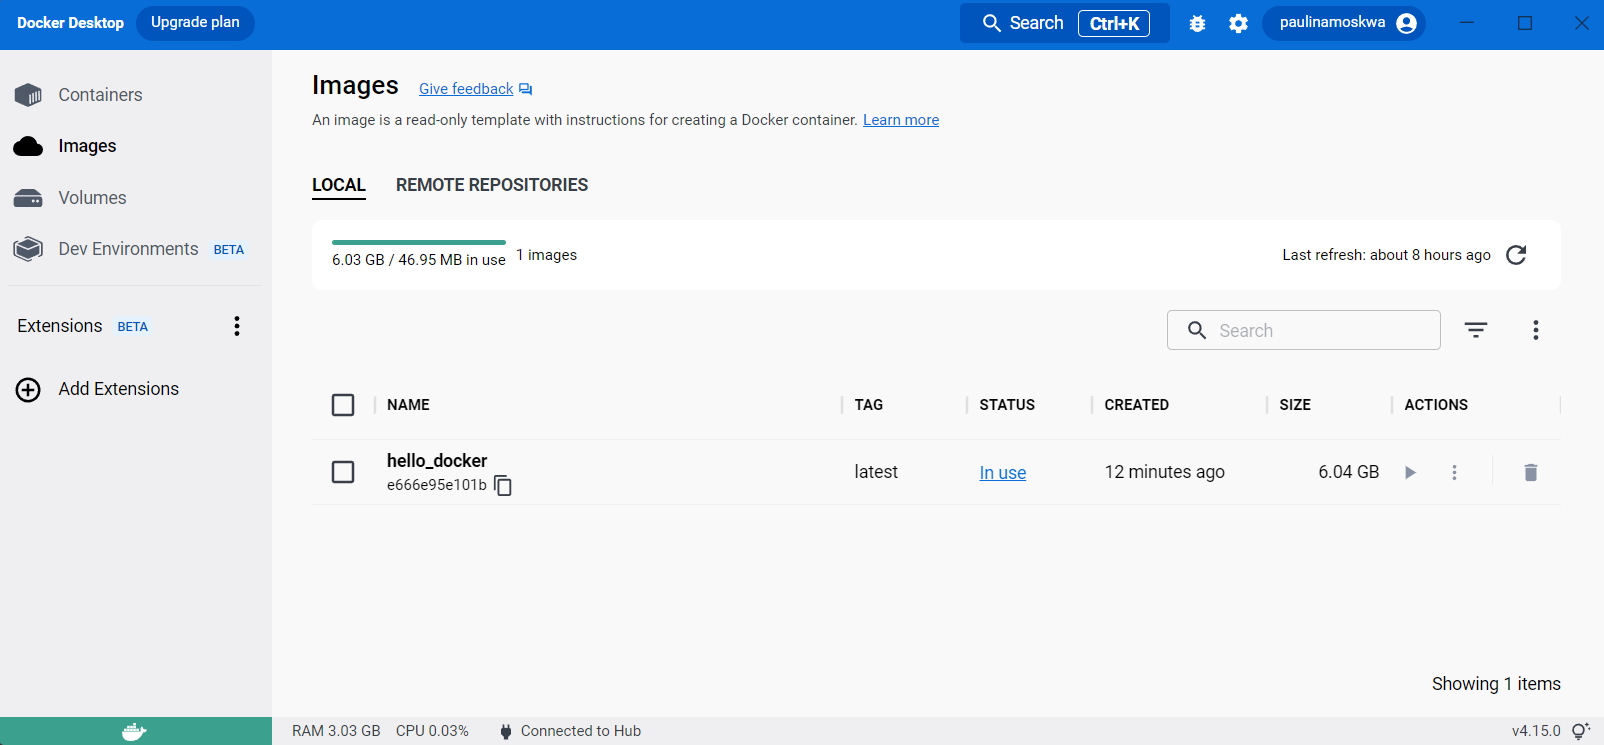 Docker Desktop Upgrade plan Search Ctrl+K paulinamoskwa
Containers
Images
Volumes
Dev Environments BETA
Extensions BETA
Add Extensions
Images Give feedback
An image is a read-only template with instructions for creating a Docker container. Learn more
LOCAL REMOTE REPOSITORIES
6.03 GB / 46.95 MB in use 1 images Last refresh: about 8 hours ago
Search
NAME TAG STATUS CREATED SIZE ACTIONS
hello_docker latest In use 12 minutes ago 6.04 GB
e666e95e101b
Showing 1 items
RAM 3.03 GB CPU 0.03% Connected to Hub v4.15.0